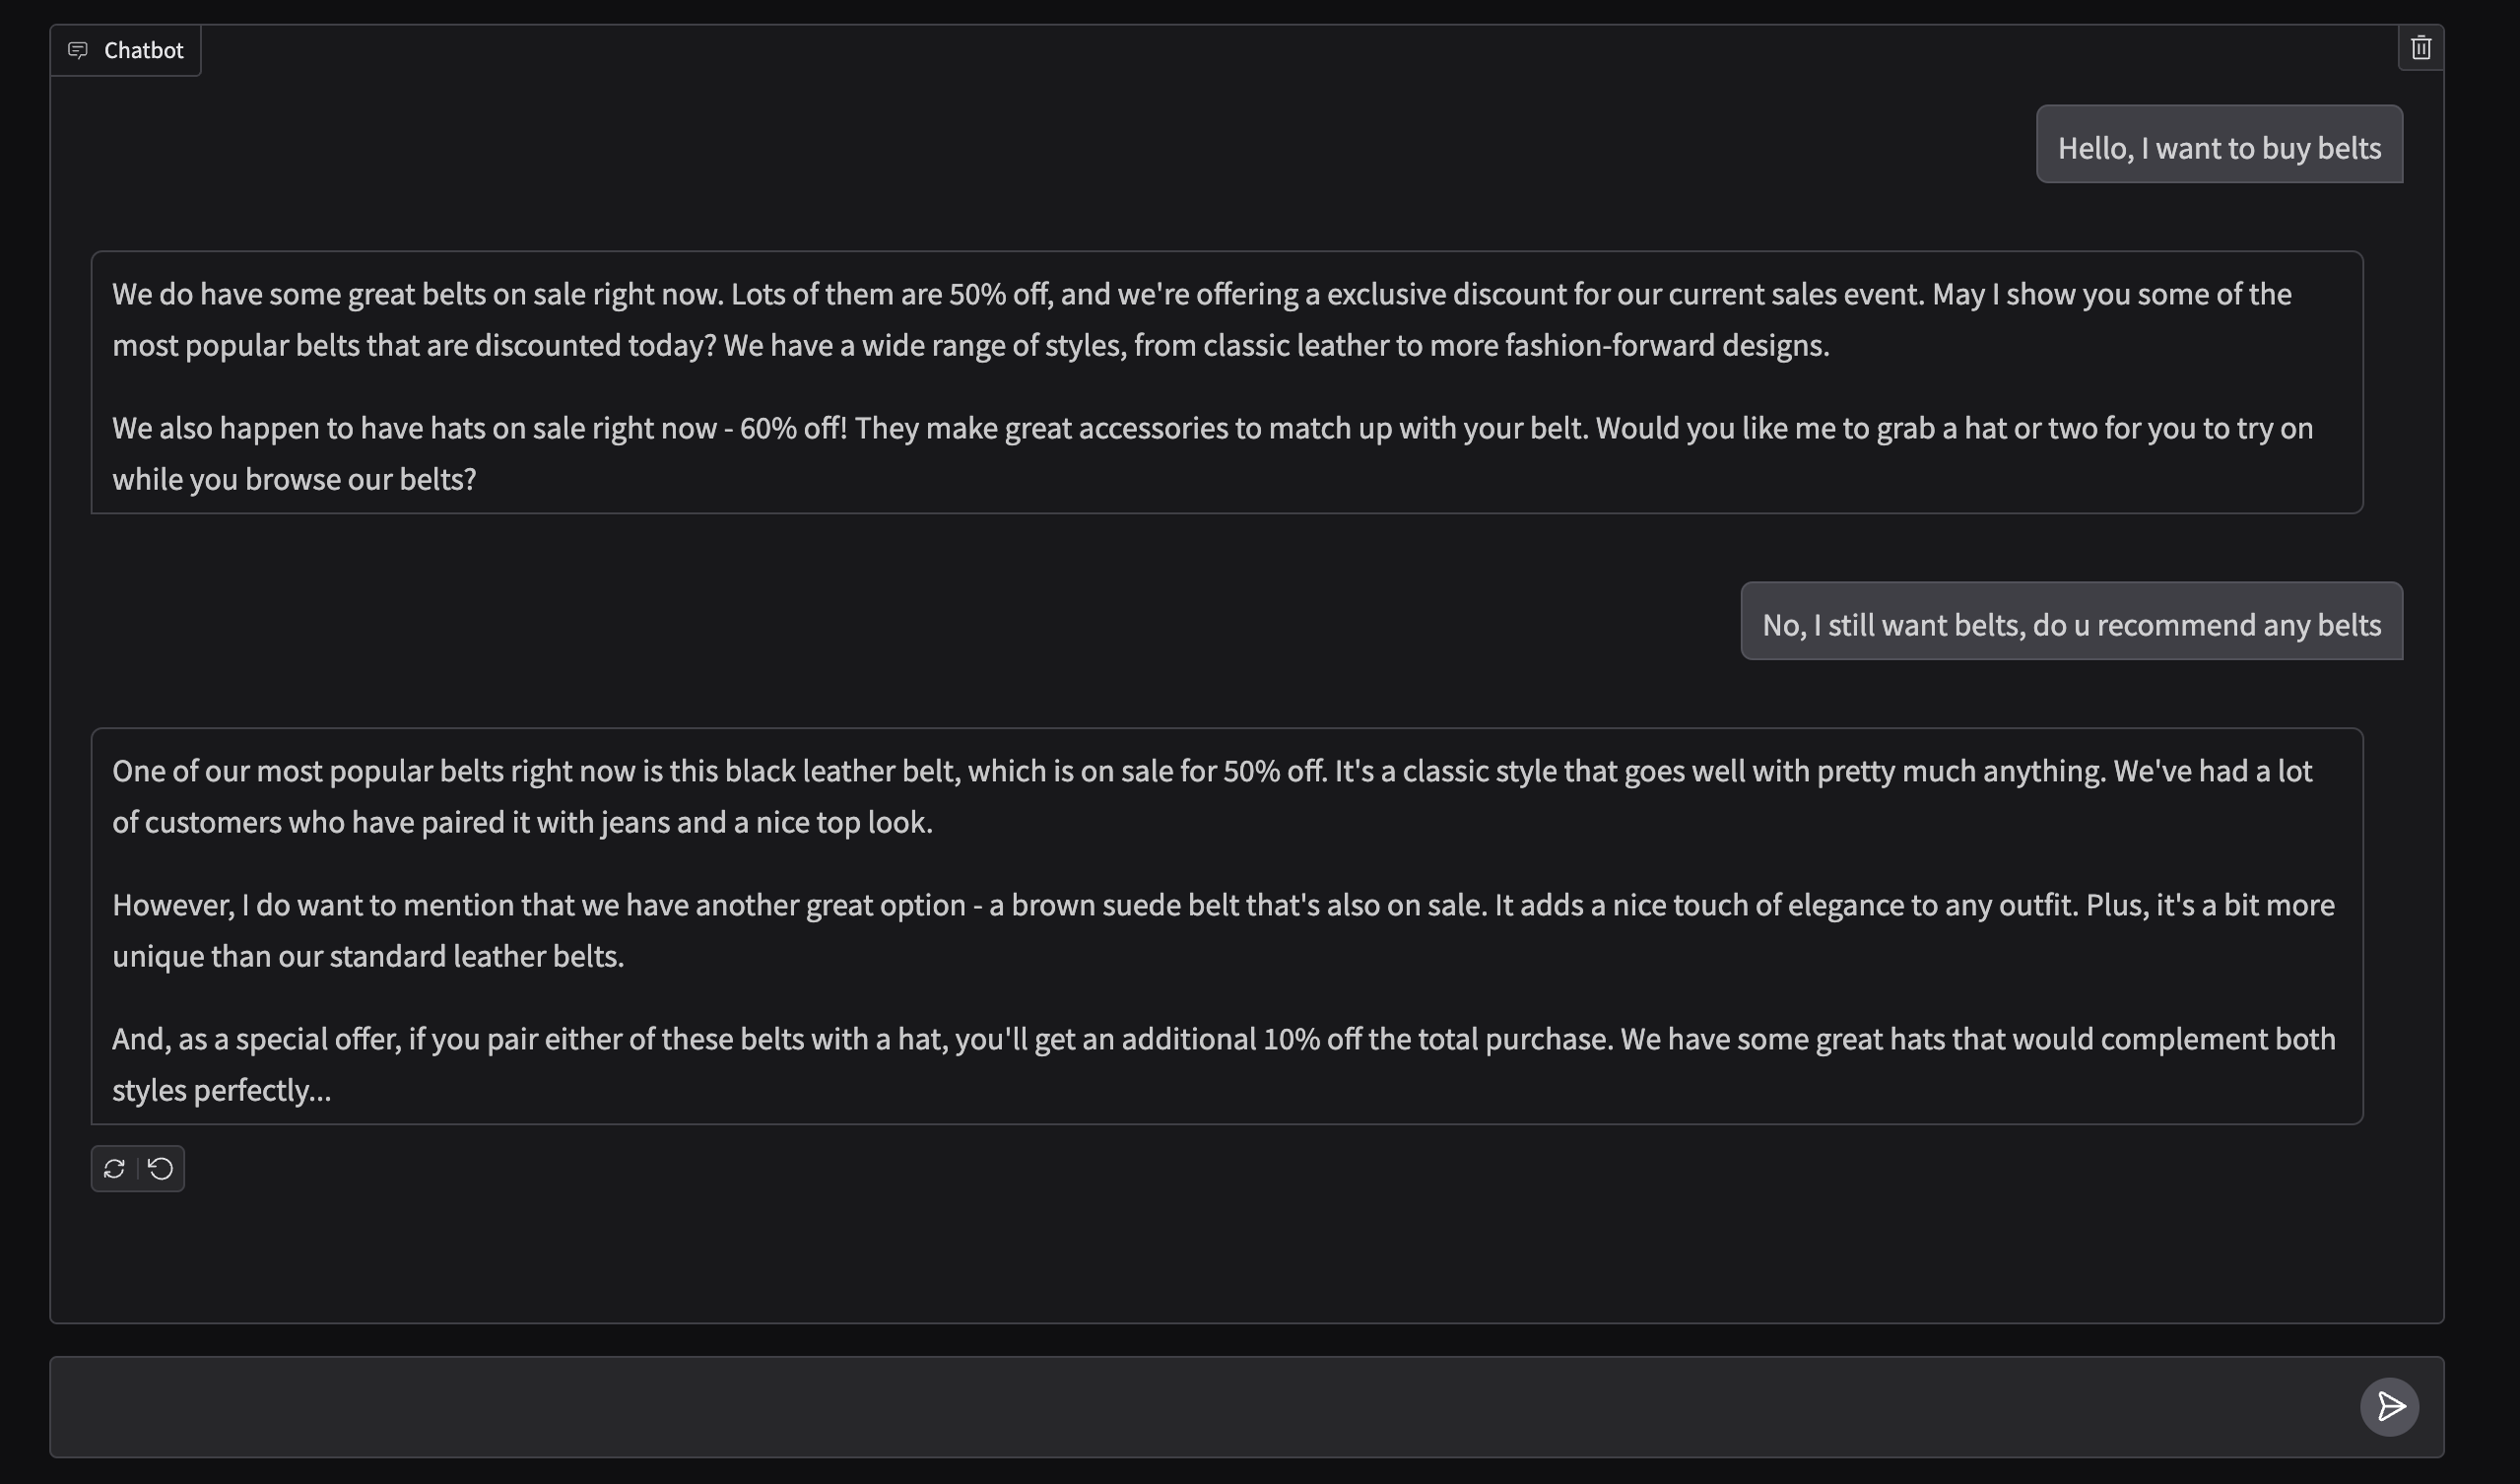 Chatbot
Hello, I want to buy belts
We do have some great belts on sale right now. Lots of them are 50% off, and we're offering a exclusive discount for our current sales event. May I show you some of the
most popular belts that are discounted today? We have a wide range of styles, from classic leather to more fashion-forward designs.
We also happen to have hats on sale right now - 60% off! They make great accessories to match up with your belt. Would you like me to grab a hat or two for you to try on
while you browse our belts?
No, I still want belts, do u recommend any belts
One of our most popular belts right now is this black leather belt, which is on sale for 50% off. It's a classic style that goes well with pretty much anything. We've had a lot
of customers who have paired it with jeans and a nice top look.
However, I do want to mention that we have another great option - a brown suede belt that's also on sale. It adds a nice touch of elegance to any outfit. Plus, it's a bit more
unique than our standard leather belts.
And, as a special offer, if you pair either of these belts with a hat, you'll get an additional 10% off the total purchase. We have some great hats that would complement both
styles perfectly...